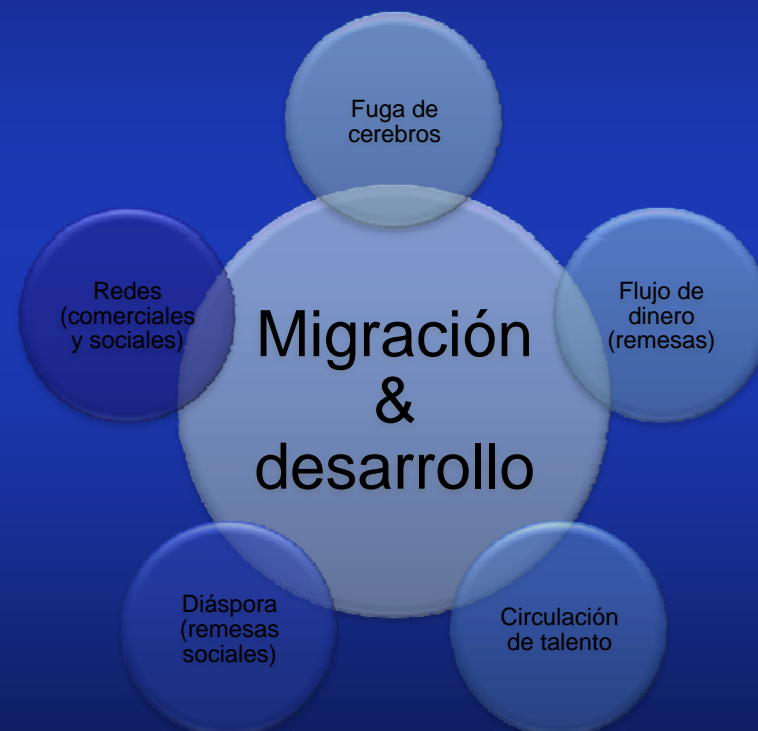 Fuga de
cerebros
Redes
(comerciales
y sociales)
Migración
&
desarrollo
Flujo de
dinero
(remesas)
Diáspora
(remesas
sociales)
Circulación
de talento